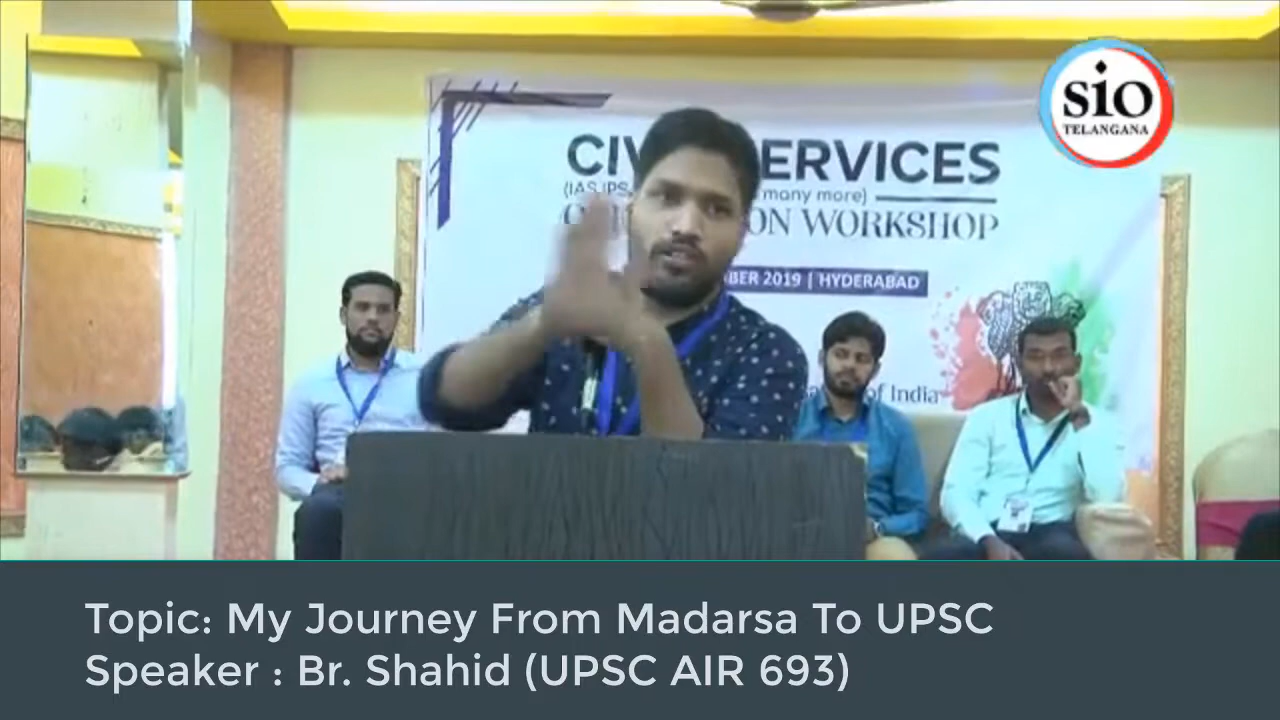 SiO
TELANGANA
CIV ERVICES
(IAS, IPS, many more)
ON WORKSHOP
BER 2019 | HYDERABAD
of India
Topic: My Journey From Madarsa To UPSC
Speaker : Br. Shahid (UPSC AIR 693)